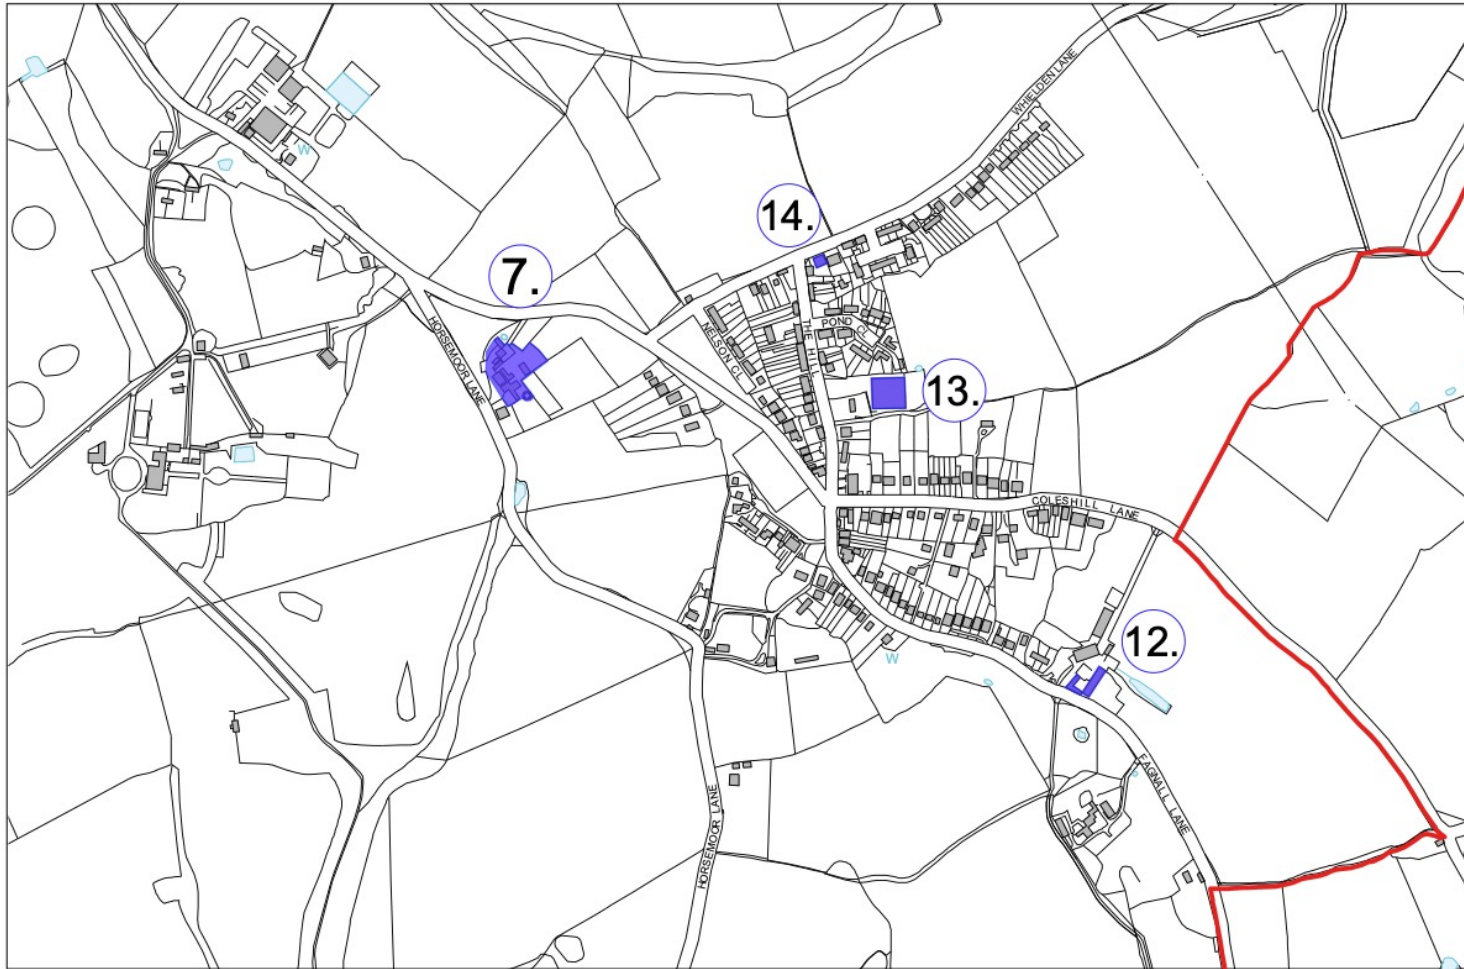 WHIELDEN LANE
W
14.
7.
HORSEMOOR LANE
NELSON CL
THE HILL
POND CL
13.
COLESHILL LANE
12.
W
FAGNALL LANE
HORSEMOOR LANE